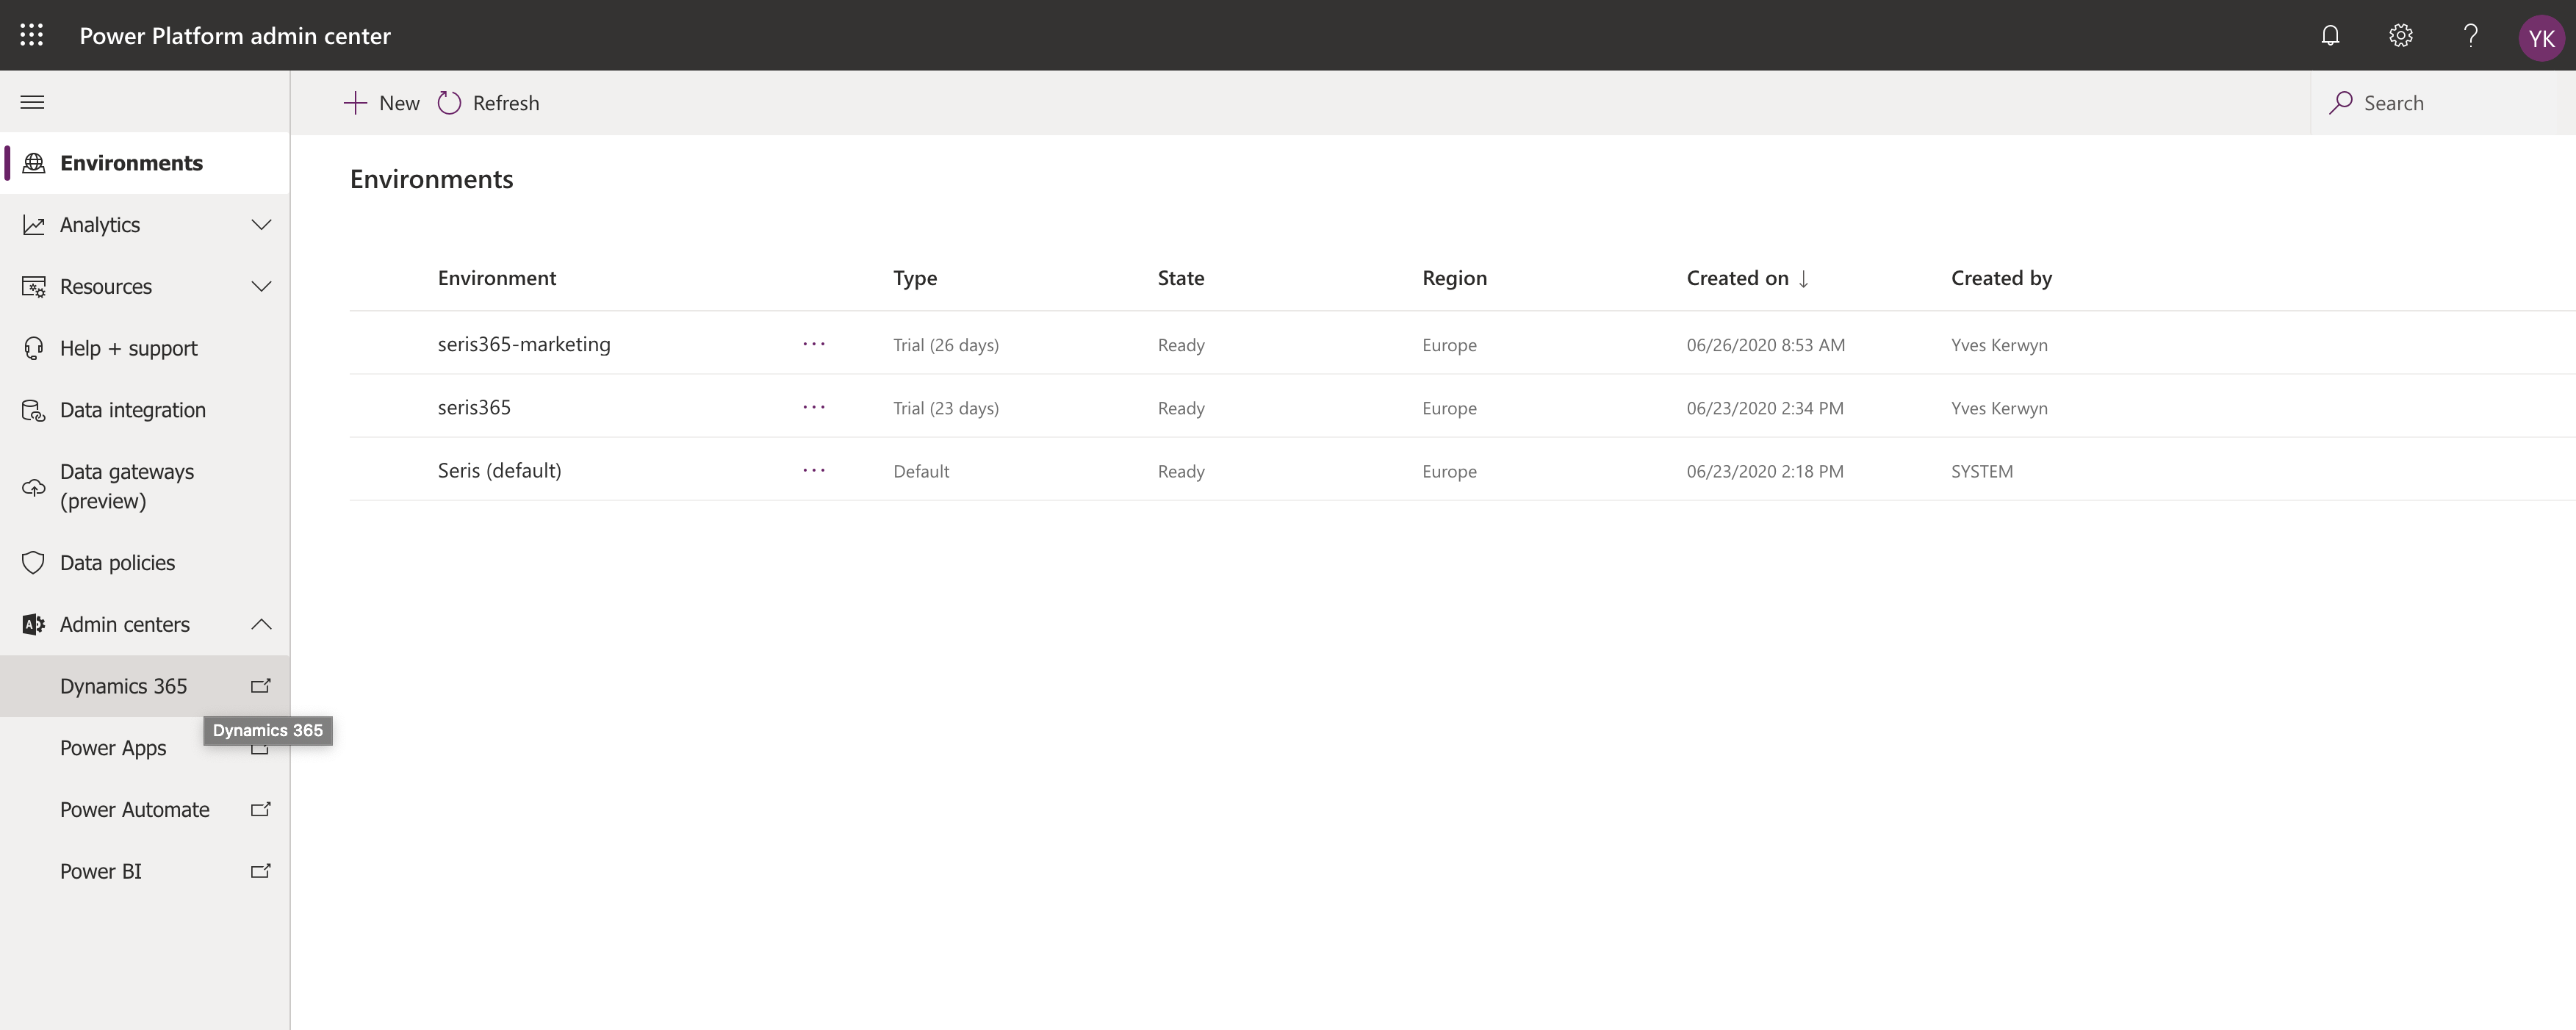 Power Platform admin center
YK
New
Refresh
Search
Environments
Analytics
Resources
Help + support
Data integration
Data gateways
(preview)
Data policies
Admin centers
Dynamics 365
Dynamics 365
Power Apps
Power Automate
Power BI
Environments
Environment Type State Region Created on ↓ Created by
seris365-marketing ··· Trial (26 days) Ready Europe 06/26/2020 8:53 AM Yves Kerwyn
seris365 ··· Trial (23 days) Ready Europe 06/23/2020 2:34 PM Yves Kerwyn
Seris (default) ··· Default Ready Europe 06/23/2020 2:18 PM SYSTEM